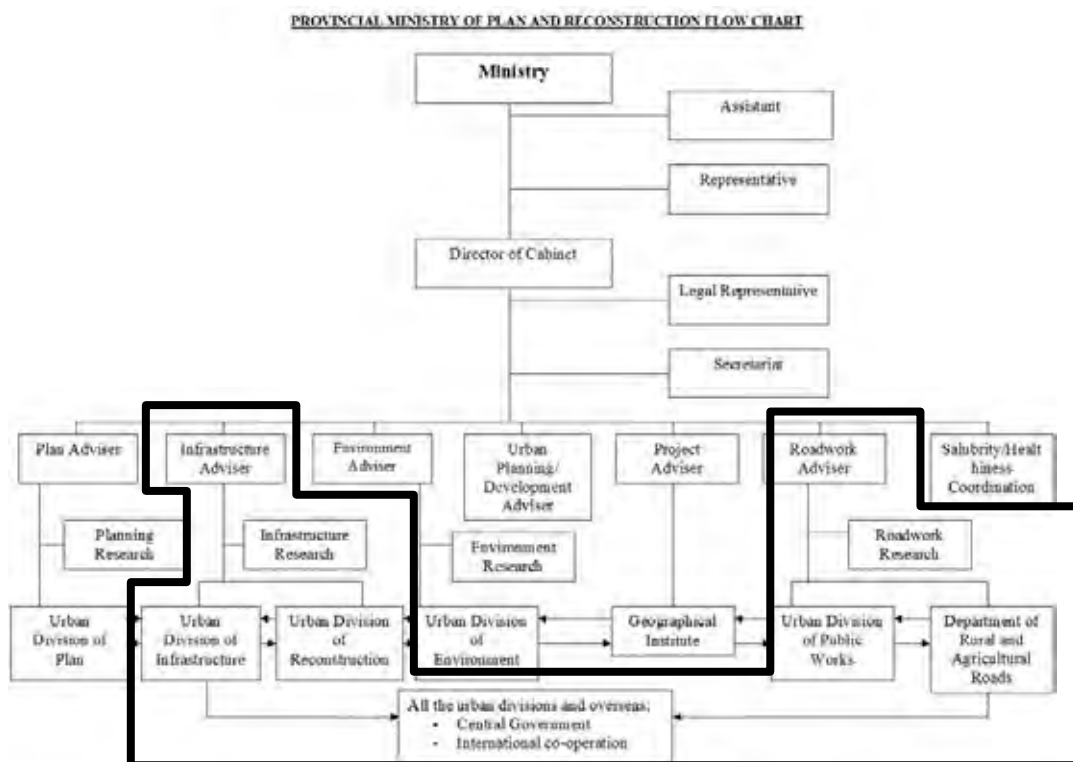 PROVINCIAL MINISTRY OF PLAN AND RECONSTRUCTION FLOW CHART
Ministry
Assistant
Representative
Director of Cabinet
Legal Representative
Secretariat
Plan Adviser
Infrastructure
Adviser
Environment
Adviser
Urban
Planning/
Development
Adviser
Project
Adviser
Roadwork
Adviser
Salubrity/Healt
hiness
Coordination
Planning
Research
Infrastructure
Research
Environment
Research
Roadwork
Research
Urban
Division of
Plan
Urban
Division of
Infrastructure
Urban Division
of
Reconstruction
Urban Division
of
Environment
Geographical
Institute
Urban Division
of Public
Works
Department of
Rural and
Agricultural
Roads
All the urban divisions and overseas;
• Central Government
• International co-operation